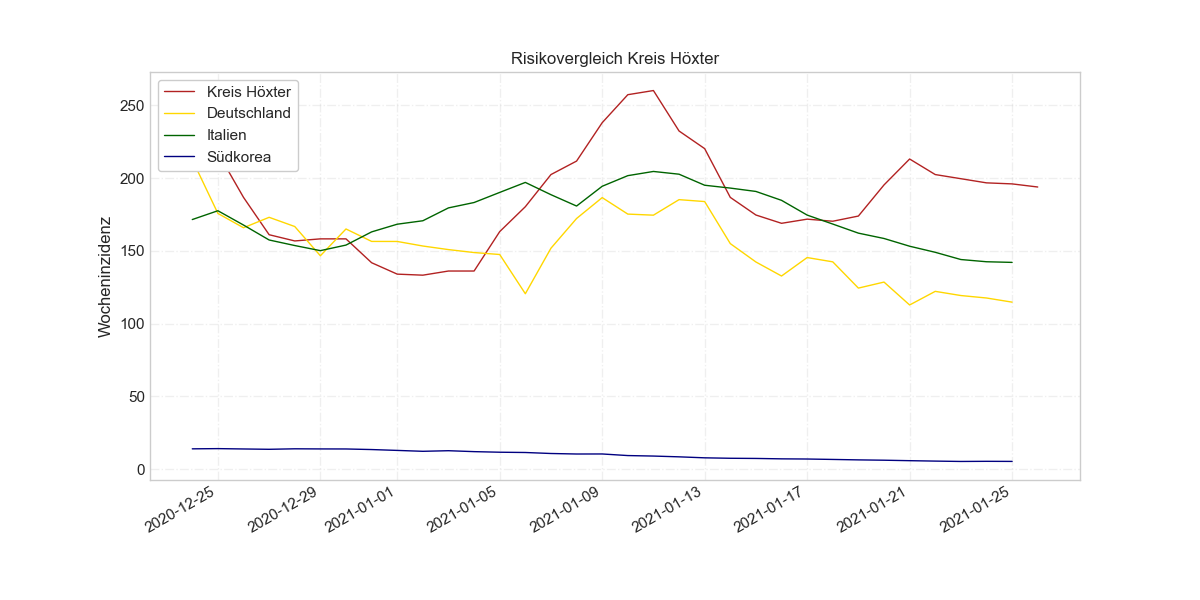 Risikovergleich Kreis Höxter
Kreis Höxter
Deutschland
Italien
Südkorea
Wocheninzidenz
250
200
150
100
50
0
2020-12-25
2020-12-29
2021-01-01
2021-01-05
2021-01-09
2021-01-13
2021-01-17
2021-01-21
2021-01-25